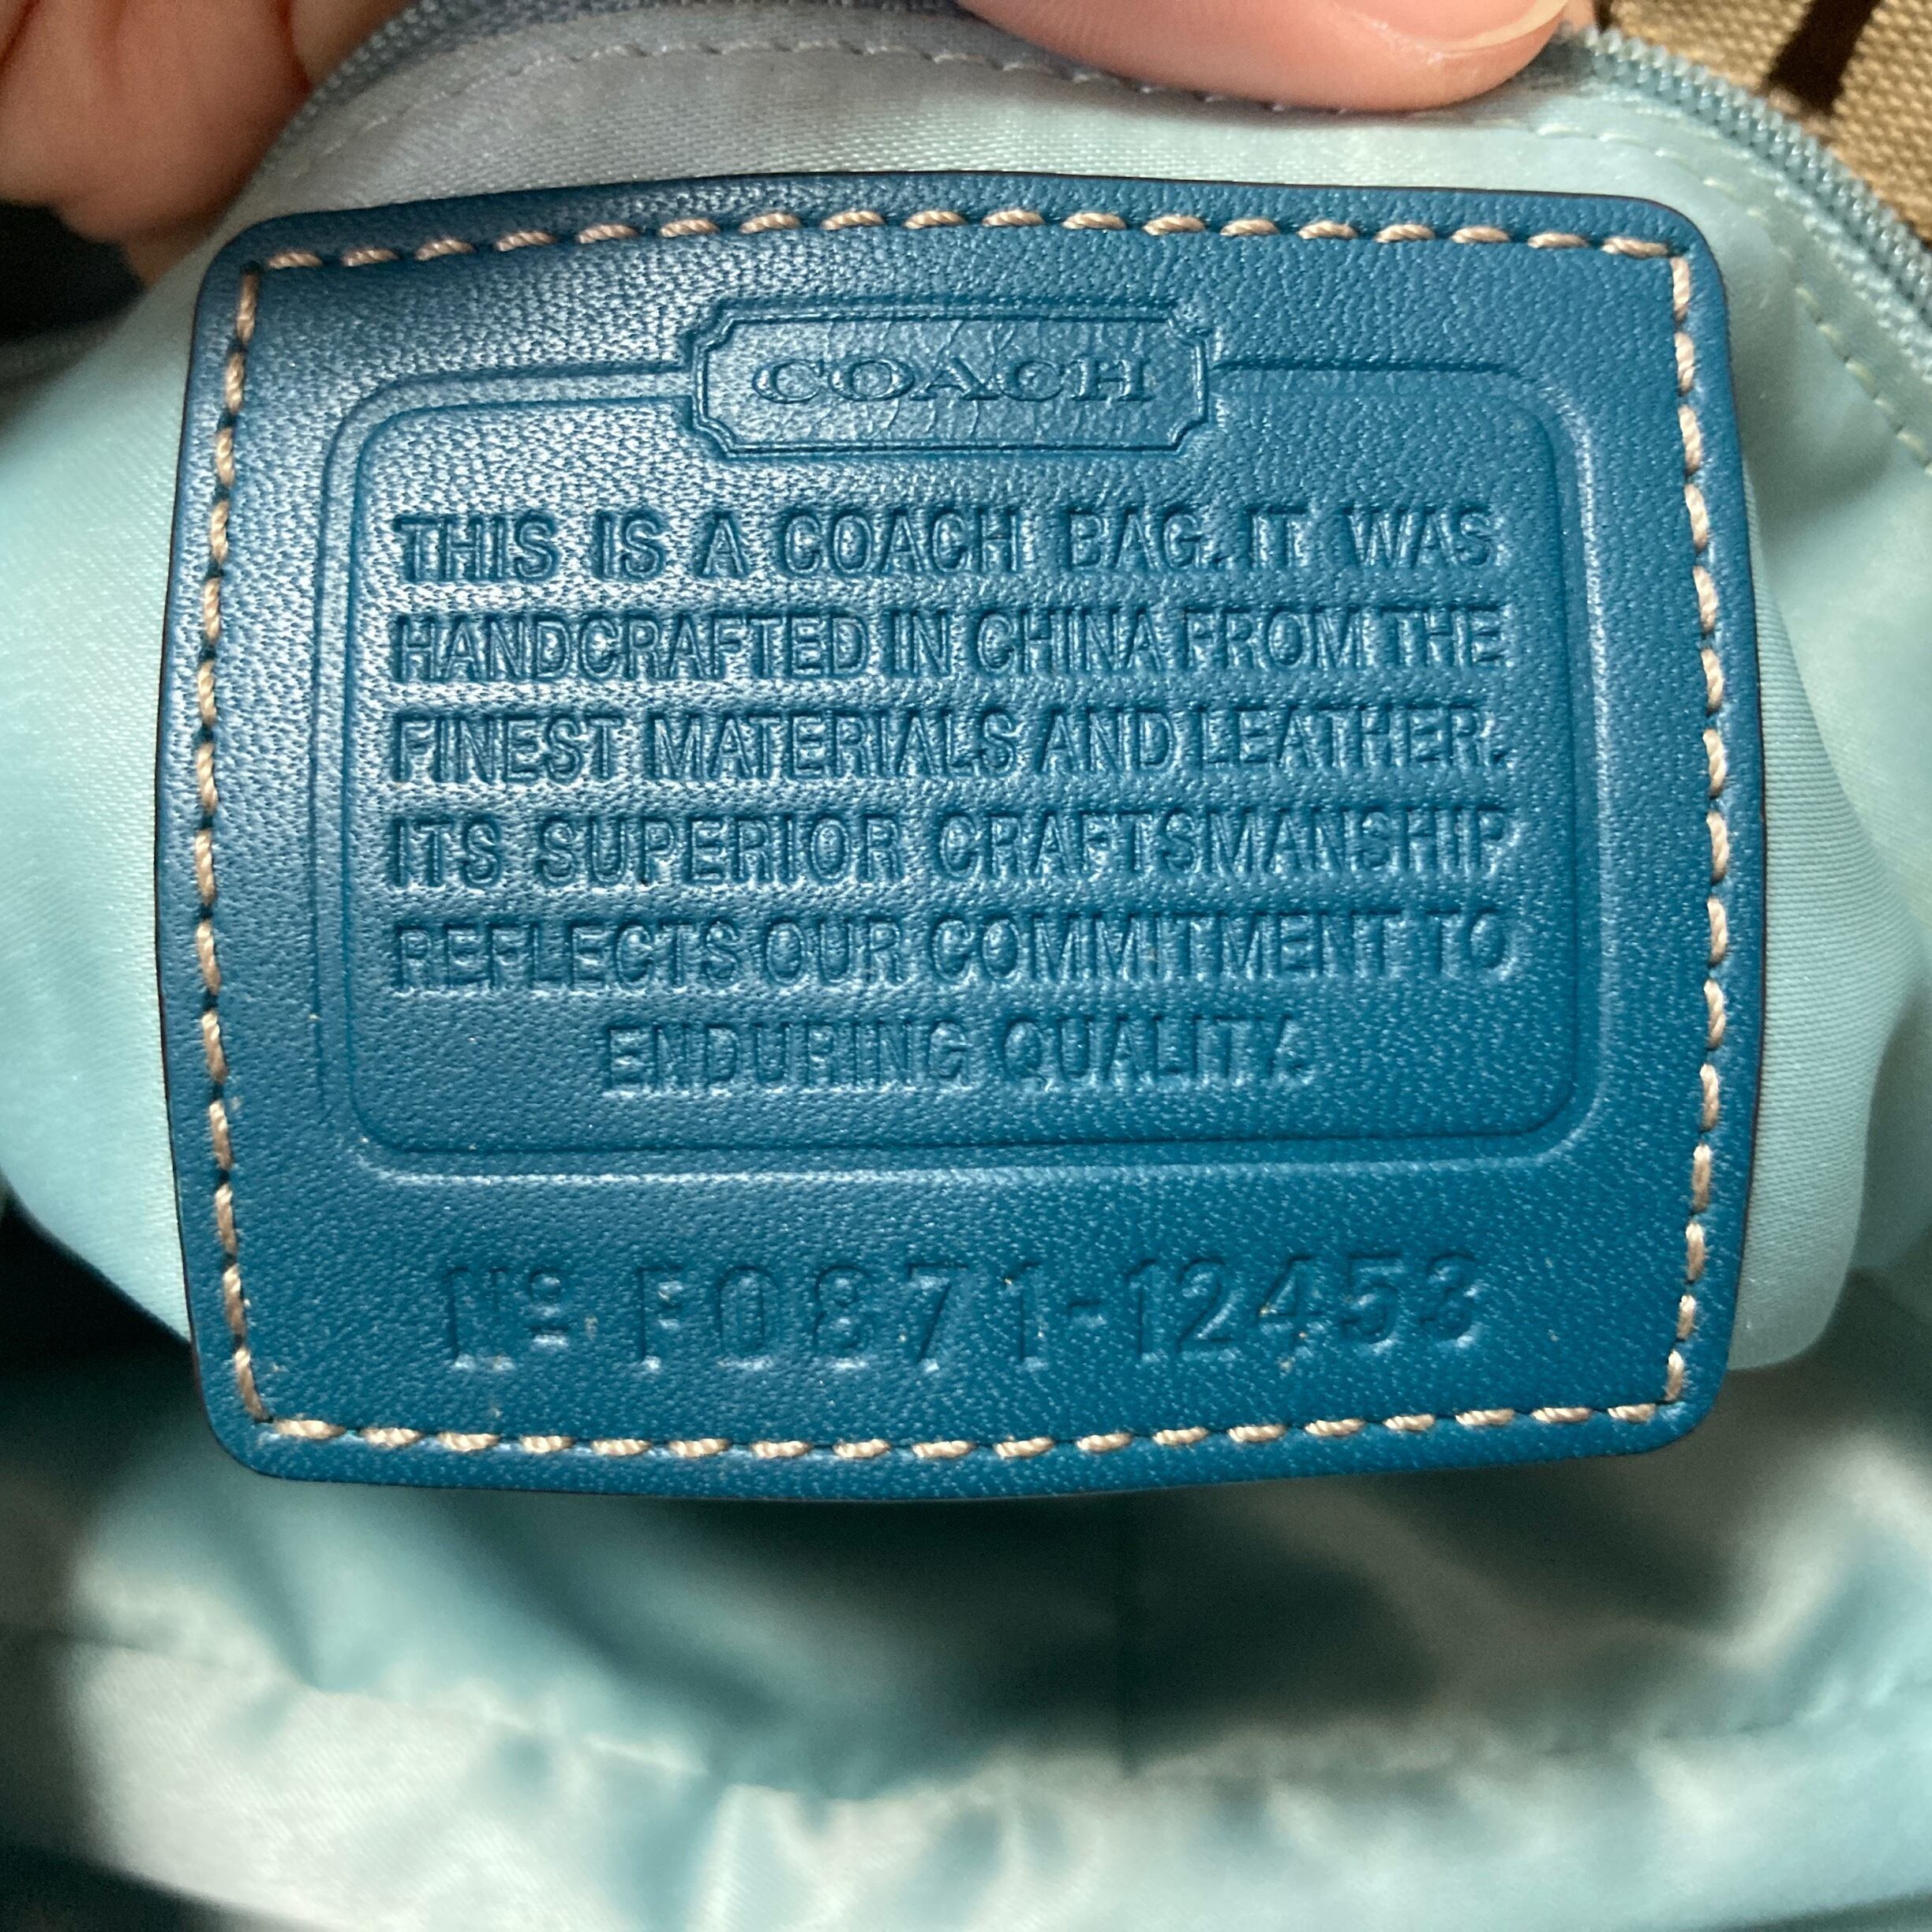 COACH
THIS IS A COACH BAG. IT WAS
HANDCRAFTED IN CHINA FROM THE
FINEST MATERIALS AND LEATHER.
ITS SUPERIOR CRAFTSMANSHIP
REFLECTS OUR COMMITMENT TO
ENDURING QUALITY.
Nº F0871-12453